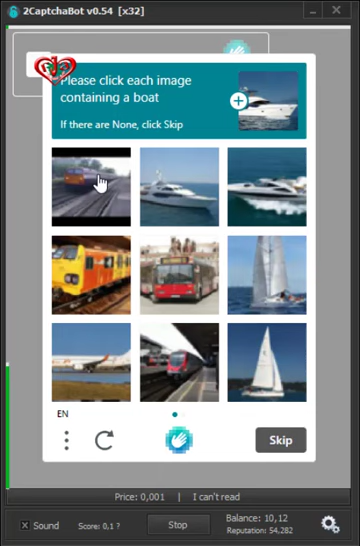 2CaptchaBot v0.54 [x32]
Please click each image
containing a boat
If there are None, click Skip
EN
Skip
Price: 0,001 | I can't read
Sound
Score: 0,1 ?
Stop
Balance: 10,12
Reputation: 54,282